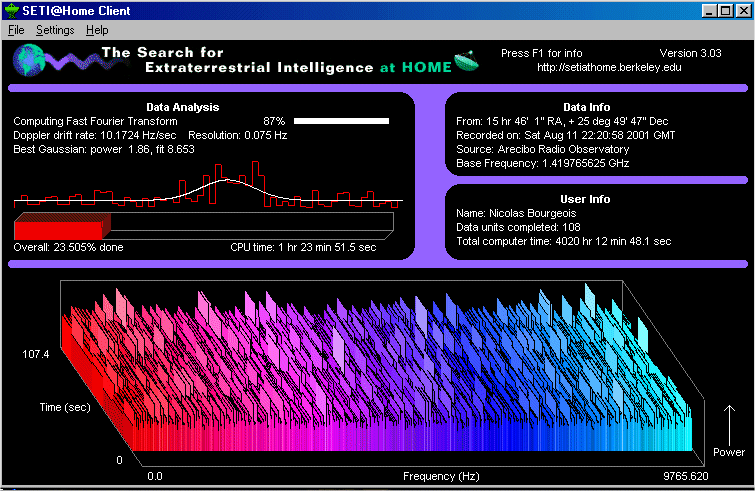 SETI@Home Client
File Settings Help
The Search for
Extraterrestrial Intelligence at HOME
Press F1 for info Version 3.03
http://setiathome.berkeley.edu
Data Analysis
Computing Fast Fourier Transform 87%
Doppler drift rate: 10.1724 Hz/sec Resolution: 0.075 Hz
Best Gaussian: power 1.86, fit 8.653
Overall: 23.505% done CPU time: 1 hr 23 min 51.5 sec
Data Info
From: 15 hr 46' 1" RA, + 25 deg 49' 47" Dec
Recorded on: Sat Aug 11 22:20:58 2001 GMT
Source: Arecibo Radio Observatory
Base Frequency: 1.419765625 GHz
User Info
Name: Nicolas Bourgeois
Data units completed: 108
Total computer time: 4020 hr 12 min 48.1 sec
107.4
Time (sec)
0
0.0 Frequency (Hz) 9765.620
Power